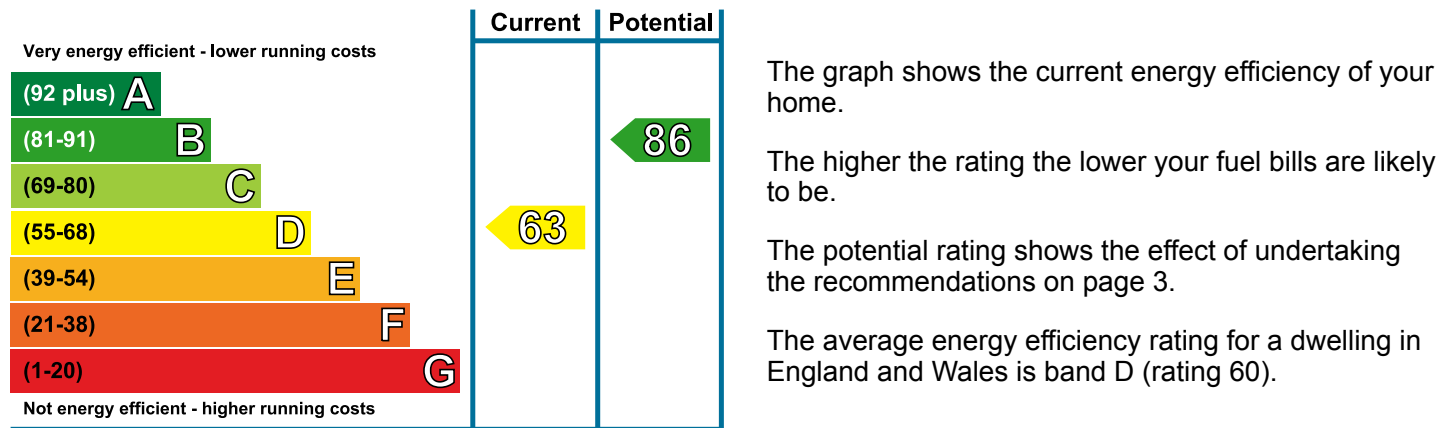 Current Potential
Very energy efficient - lower running costs
(92 plus) A
(81-91) B
86
(69-80) C
(55-68) D
63
(39-54) E
(21-38) F
(1-20) G
Not energy efficient - higher running costs
The graph shows the current energy efficiency of your
home.
The higher the rating the lower your fuel bills are likely
to be.
The potential rating shows the effect of undertaking
the recommendations on page 3.
The average energy efficiency rating for a dwelling in
England and Wales is band D (rating 60).